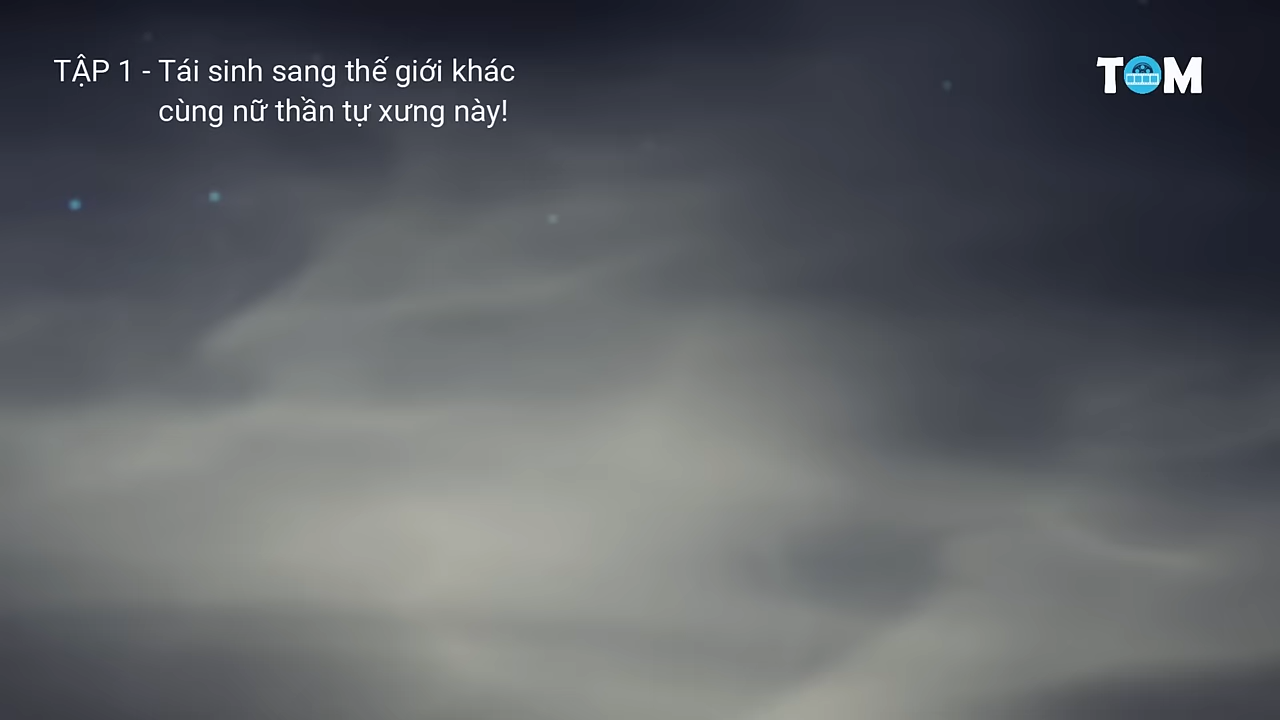 TẬP 1 - Tái sinh sang thế giới khác
cùng nữ thần tự xưng này!
TOM